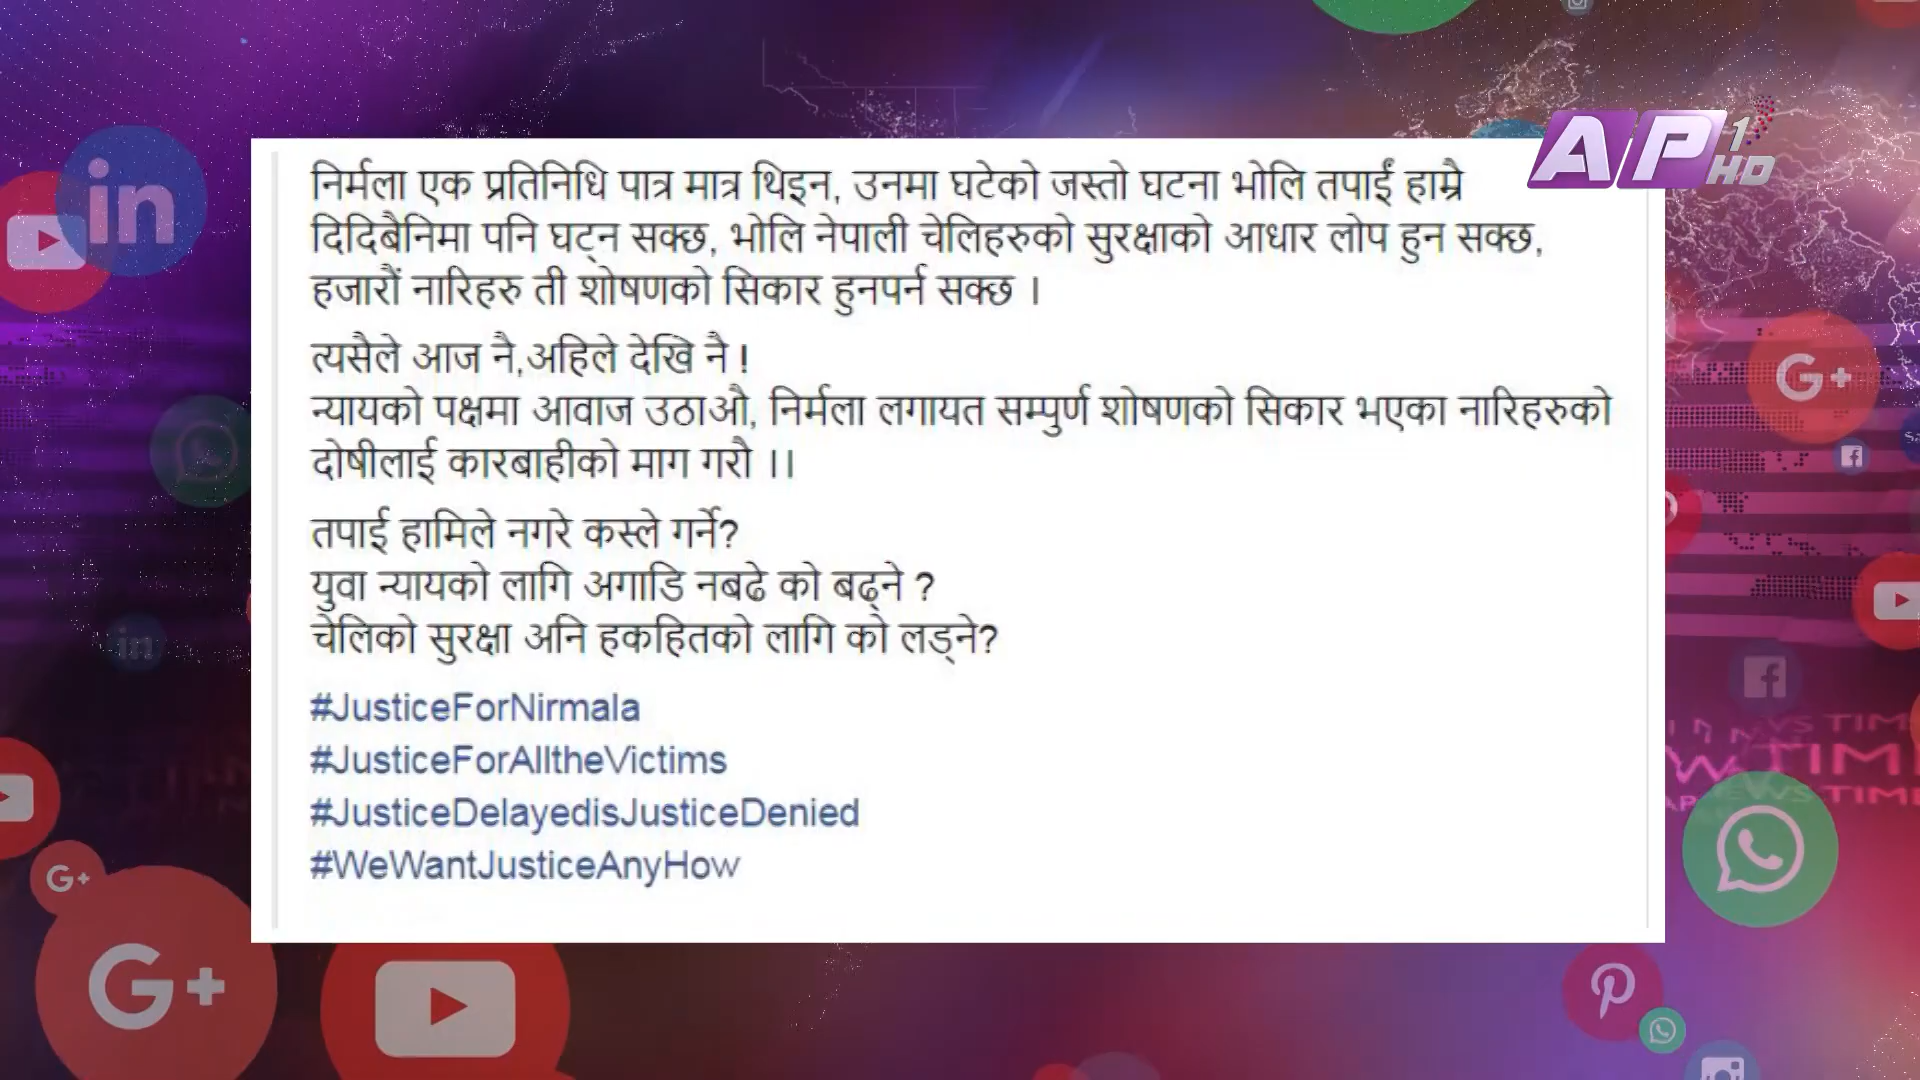 AP1 HD
निर्मला एक प्रतिनिधि पात्र मात्र थिइन, उनमा घटेको जस्तो घटना भोलि तपाईं हाम्रै
दिदिबैनिमा पनि घट्न सक्छ, भोलि नेपाली चेलिहरुको सुरक्षाको आधार लोप हुन सक्छ,
हजारौं नारिहरु ती शोषणको सिकार हुनपर्न सक्छ ।
त्यसैले आज नै,अहिले देखि नै !
न्यायको पक्षमा आवाज उठाऔ, निर्मला लगायत सम्पुर्ण शोषणको सिकार भएका नारिहरुको
दोषीलाई कारबाहीको माग गरौ ।।
तपाई हामिले नगरे कस्ले गर्ने?
युवा न्यायको लागि अगाडि नबढे को बढ्ने ?
चेलिको सुरक्षा अनि हकहितको लागि को लड्ने?
#JusticeForNirmala
#JusticeForAlltheVictims
#JusticeDelayedisJusticeDenied
#WeWantJusticeAnyHow